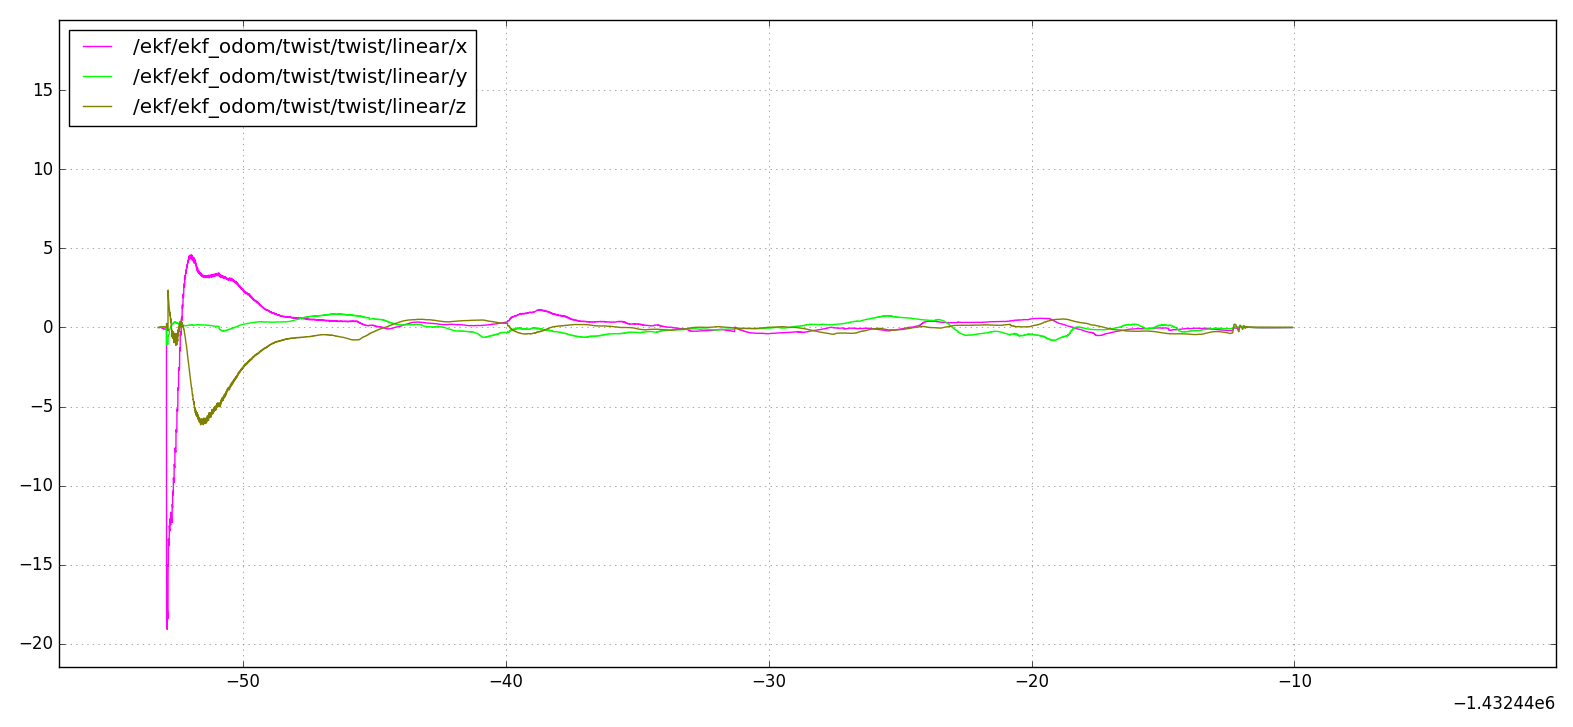 /ekf/ekf_odom/twist/twist/linear/x
/ekf/ekf_odom/twist/twist/linear/y
/ekf/ekf_odom/twist/twist/linear/z
15
10
5
0
−5
−10
−15
−20
−50 −40 −30 −20 −10
−1.43244e6